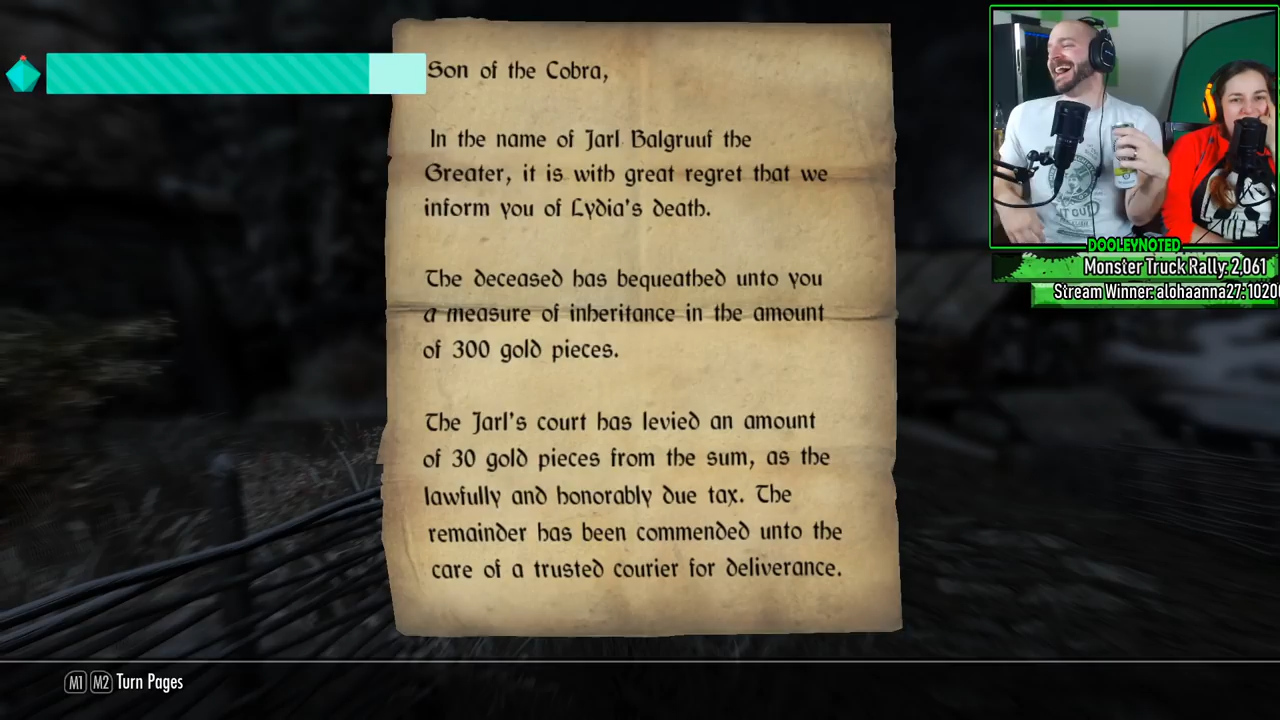 Son of the Cobra,
In the name of Jarl Balgruuf the
Greater, it is with great regret that we
inform you of Lydia's death.
The deceased has bequeathed unto you
a measure of inheritance in the amount
of 300 gold pieces.
The Jarl's court has levied an amount
of 30 gold pieces from the sum, as the
lawfully and honorably due tax. The
remainder has been commended unto the
care of a trusted courier for deliverance.
M1 M2 Turn Pages
DOOLEYNOTED
Monster Truck Rally: 2,061
Stream Winner: alohaanna27: 10200